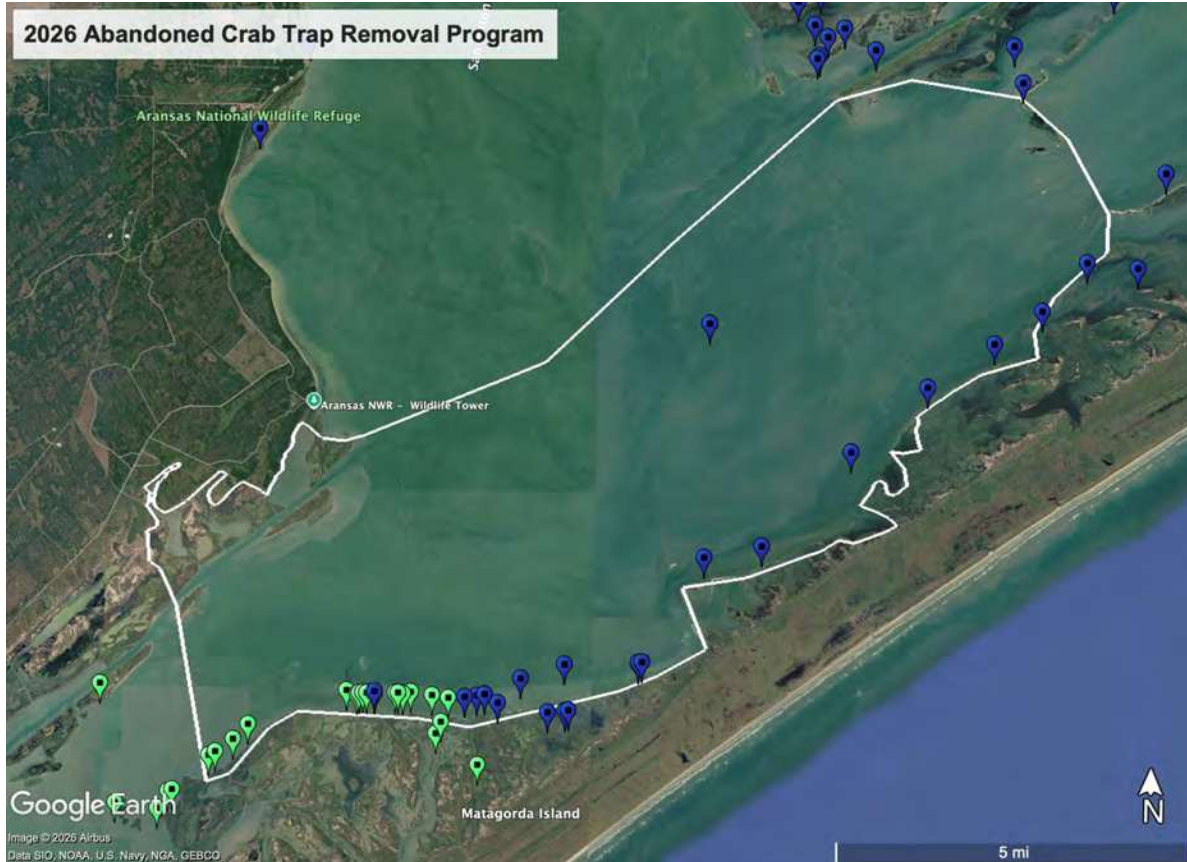 2026 Abandoned Crab Trap Removal Program
San
Aransas National Wildlife Refuge
Aransas NWR - Wildlife Tower
Matagorda Island
N
Google Earth
Image © 2026 Airbus
Data SIO, NOAA, U.S. Navy, NGA, GEBCO
5 mi